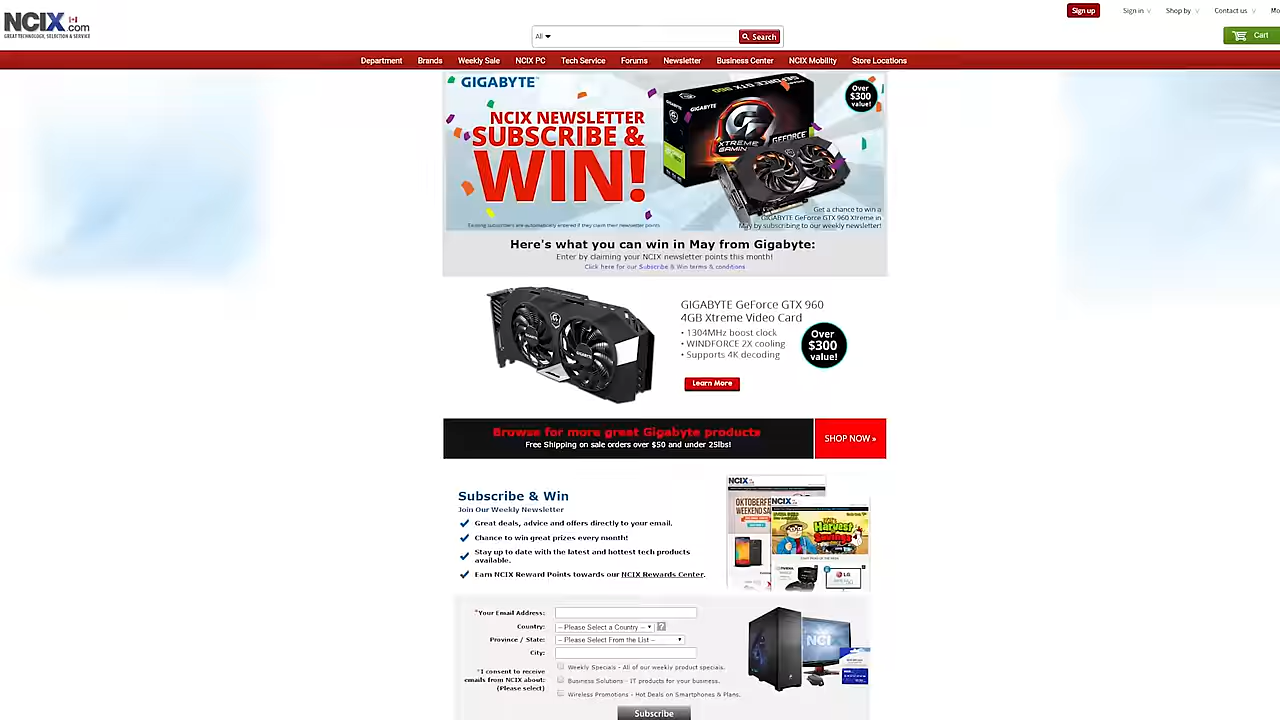 NCIX.com
GREAT TECHNOLOGY, SELECTION & SERVICE
Sign up
Sign in
Shop by
Contact us
Mo
All
Search
Cart
Department
Brands
Weekly Sale
NCIX PC
Tech Service
Forums
Newsletter
Business Center
NCIX Mobility
Store Locations
GIGABYTE™
NCIX NEWSLETTER
SUBSCRIBE &
WIN!
GIGABYTE
XTREME
GAMING
GEFORCE
Over
$300
value!
Existing subscribers are automatically entered if they claim their newsletter points
Get a chance to win a
GIGABYTE GeForce GTX 960 Xtreme in
May by subscribing to our weekly newsletter!
Here's what you can win in May from Gigabyte:
Enter by claiming your NCIX newsletter points this month!
Click here for our Subscribe & Win terms & conditions
GIGABYTE
GIGABYTE
GIGABYTE GeForce GTX 960
4GB Xtreme Video Card
• 1304MHz boost clock
• WINDFORCE 2X cooling
• Supports 4K decoding
Over
$300
value!
Learn More
Browse for more great Gigabyte products
Free Shipping on sale orders over $50 and under 25lbs!
SHOP NOW »
Subscribe & Win
Join Our Weekly Newsletter
Great deals, advice and offers directly to your email.
Chance to win great prizes every month!
Stay up to date with the latest and hottest tech products
available.
Earn NCIX Reward Points towards our NCIX Rewards Center.
NCIX
OKTOBERFE
WEEKEND SA
NCIX
Harvest
Savings
LG
*Your Email Address:
Country:
-- Please Select a Country --
?
Province / State:
-- Please Select From the List --
City:
*I consent to receive
emails from NCIX about:
(Please select)
Weekly Specials - All of our weekly product specials.
Business Solutions - IT products for your business.
Wireless Promotions - Hot Deals on Smartphones & Plans.
NCIX
Subscribe